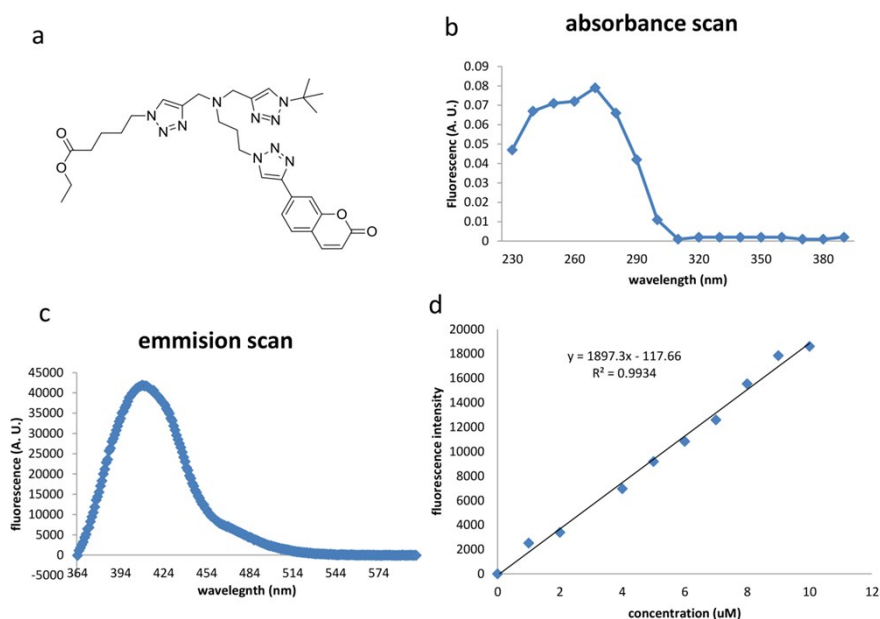 a
N
N
N=N
N
N=N
O
O
N
N=N
O
O
b
absorbance scan
Fluorescenc (A. U.)
0.09
0.08
0.07
0.06
0.05
0.04
0.03
0.02
0.01
0
230 260 290 320 350 380
wavelength (nm)
c
emmision scan
fluorescence (A. U.)
45000
40000
35000
30000
25000
20000
15000
10000
5000
0
-5000
364 394 424 454 484 514 544 574
wavelegnth (nm)
d
fluorescence intensity
20000
18000
16000
14000
12000
10000
8000
6000
4000
2000
0
y = 1897.3x - 117.66
R² = 0.9934
0 2 4 6 8 10 12
concentration (uM)